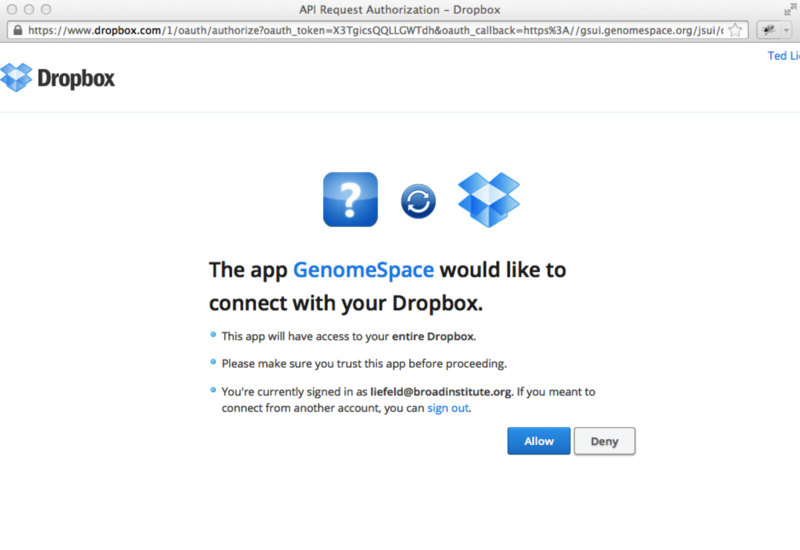 API Request Authorization – Dropbox
https://www.dropbox.com/1/oauth/authorize?oauth_token=X3TgicsQQLLGWTdh&oauth_callback=https%3A//gsui.genomespace.org/jsui/
Ted
Dropbox
?
The app GenomeSpace would like to
connect with your Dropbox.
This app will have access to your entire Dropbox.
Please make sure you trust this app before proceeding.
You're currently signed in as liefeld@broadinstitute.org. If you meant to
connect from another account, you can sign out.
Allow Deny